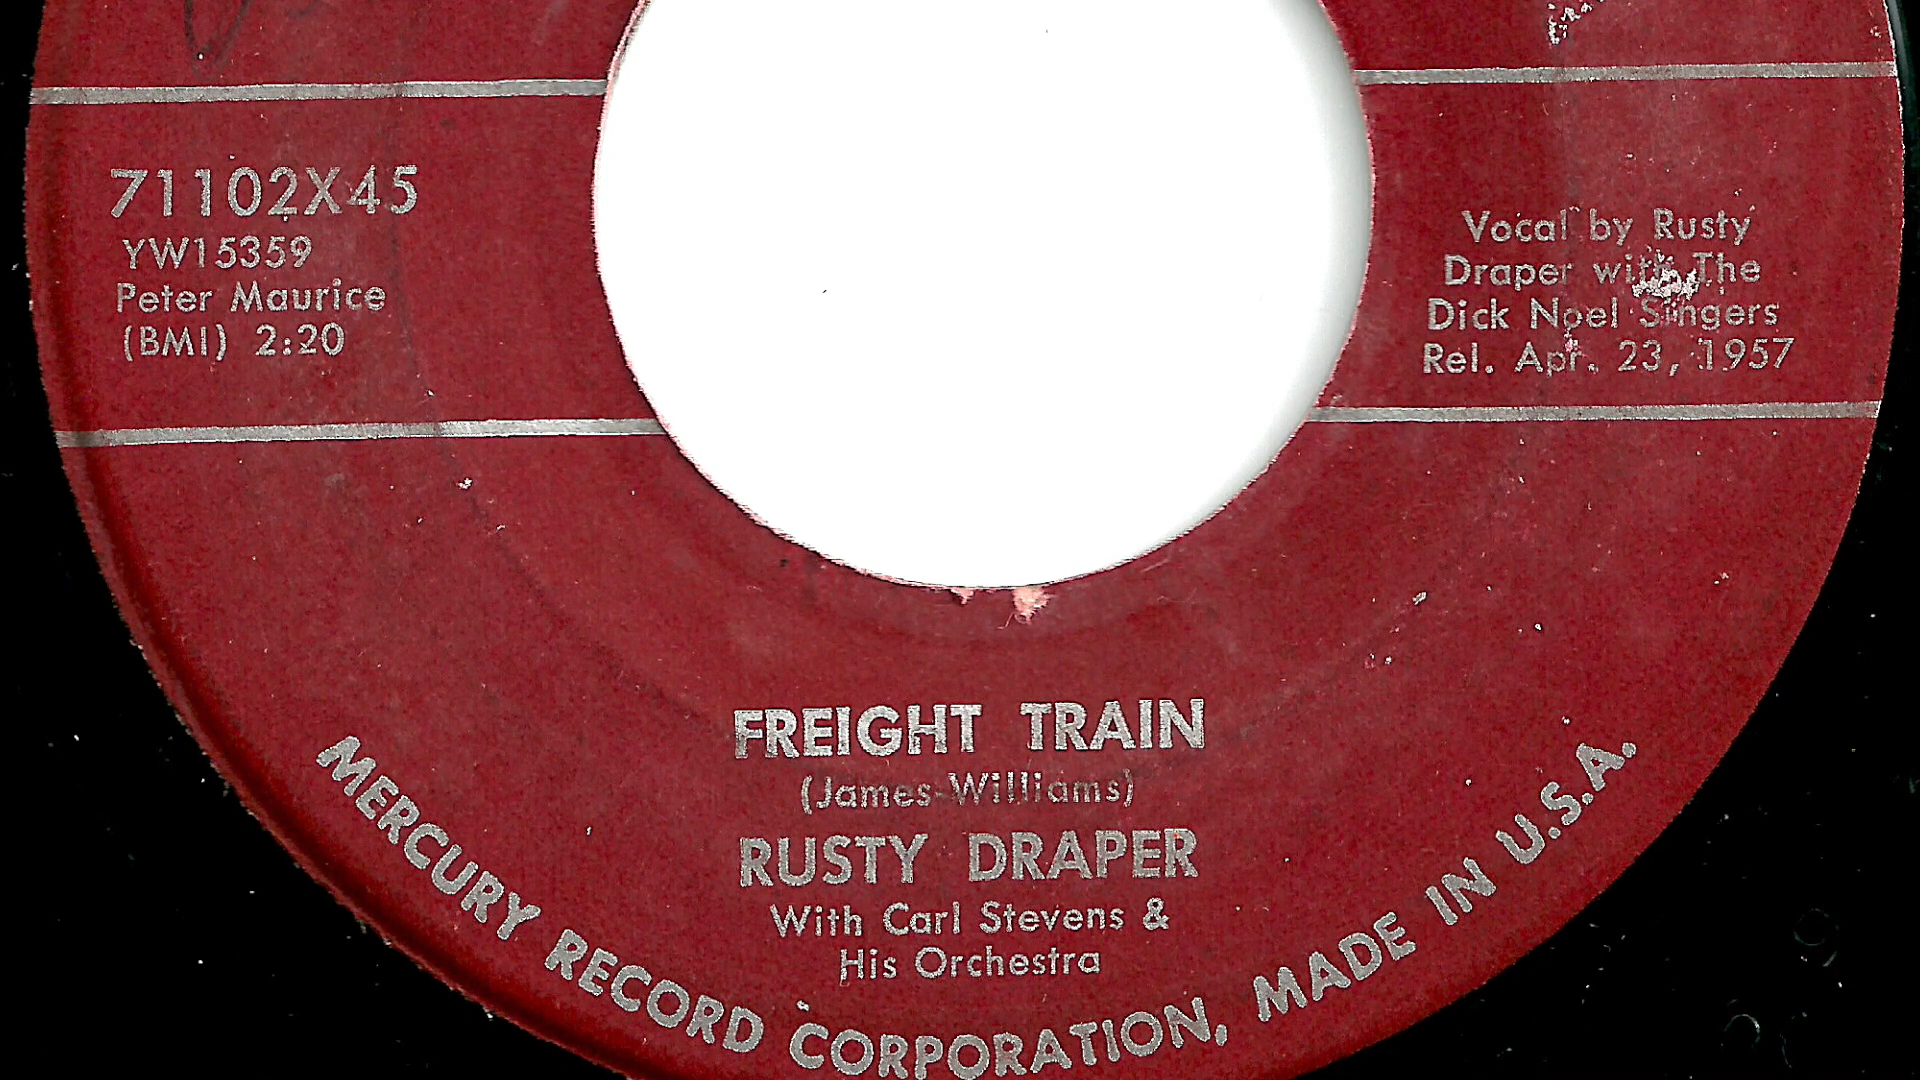 71102X45
YW15359
Peter Maurice
(BMI) 2:20
Vocal by Rusty
Draper with The
Dick Noel Singers
Rel. Apr. 23, 1957
FREIGHT TRAIN
(James-Williams)
RUSTY DRAPER
With Carl Stevens &
His Orchestra
MERCURY RECORD CORPORATION, MADE IN U.S.A.